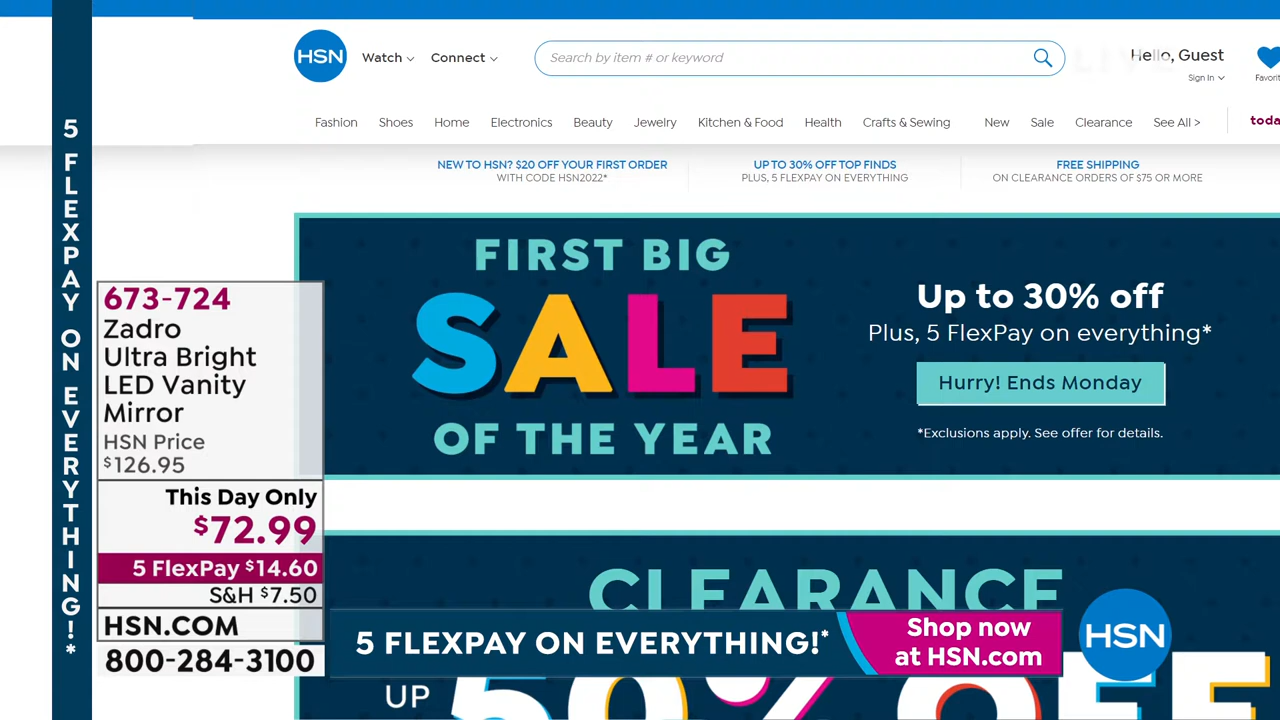 5 FLEXPAY ON EVERYTHING!*
HSN
Watch
Connect
Search by item # or keyword
LIVE
Hello, Guest
Sign In
Fashion
Shoes
Home
Electronics
Beauty
Jewelry
Kitchen & Food
Health
Crafts & Sewing
New
Sale
Clearance
See All >
NEW TO HSN? $20 OFF YOUR FIRST ORDER
WITH CODE HSN2022*
UP TO 30% OFF TOP FINDS
PLUS, 5 FLEXPAY ON EVERYTHING
FREE SHIPPING
ON CLEARANCE ORDERS OF $75 OR MORE
FIRST BIG
SALE
OF THE YEAR
Up to 30% off
Plus, 5 FlexPay on everything*
Hurry! Ends Monday
*Exclusions apply. See offer for details.
673-724
Zadro
Ultra Bright
LED Vanity
Mirror
HSN Price
$126.95
This Day Only
$72.99
5 FlexPay $14.60
S&H $7.50
HSN.COM
800-284-3100
CLEARANCE
5 FLEXPAY ON EVERYTHING!*
Shop now
at HSN.com
HSN
UP
50% OFF